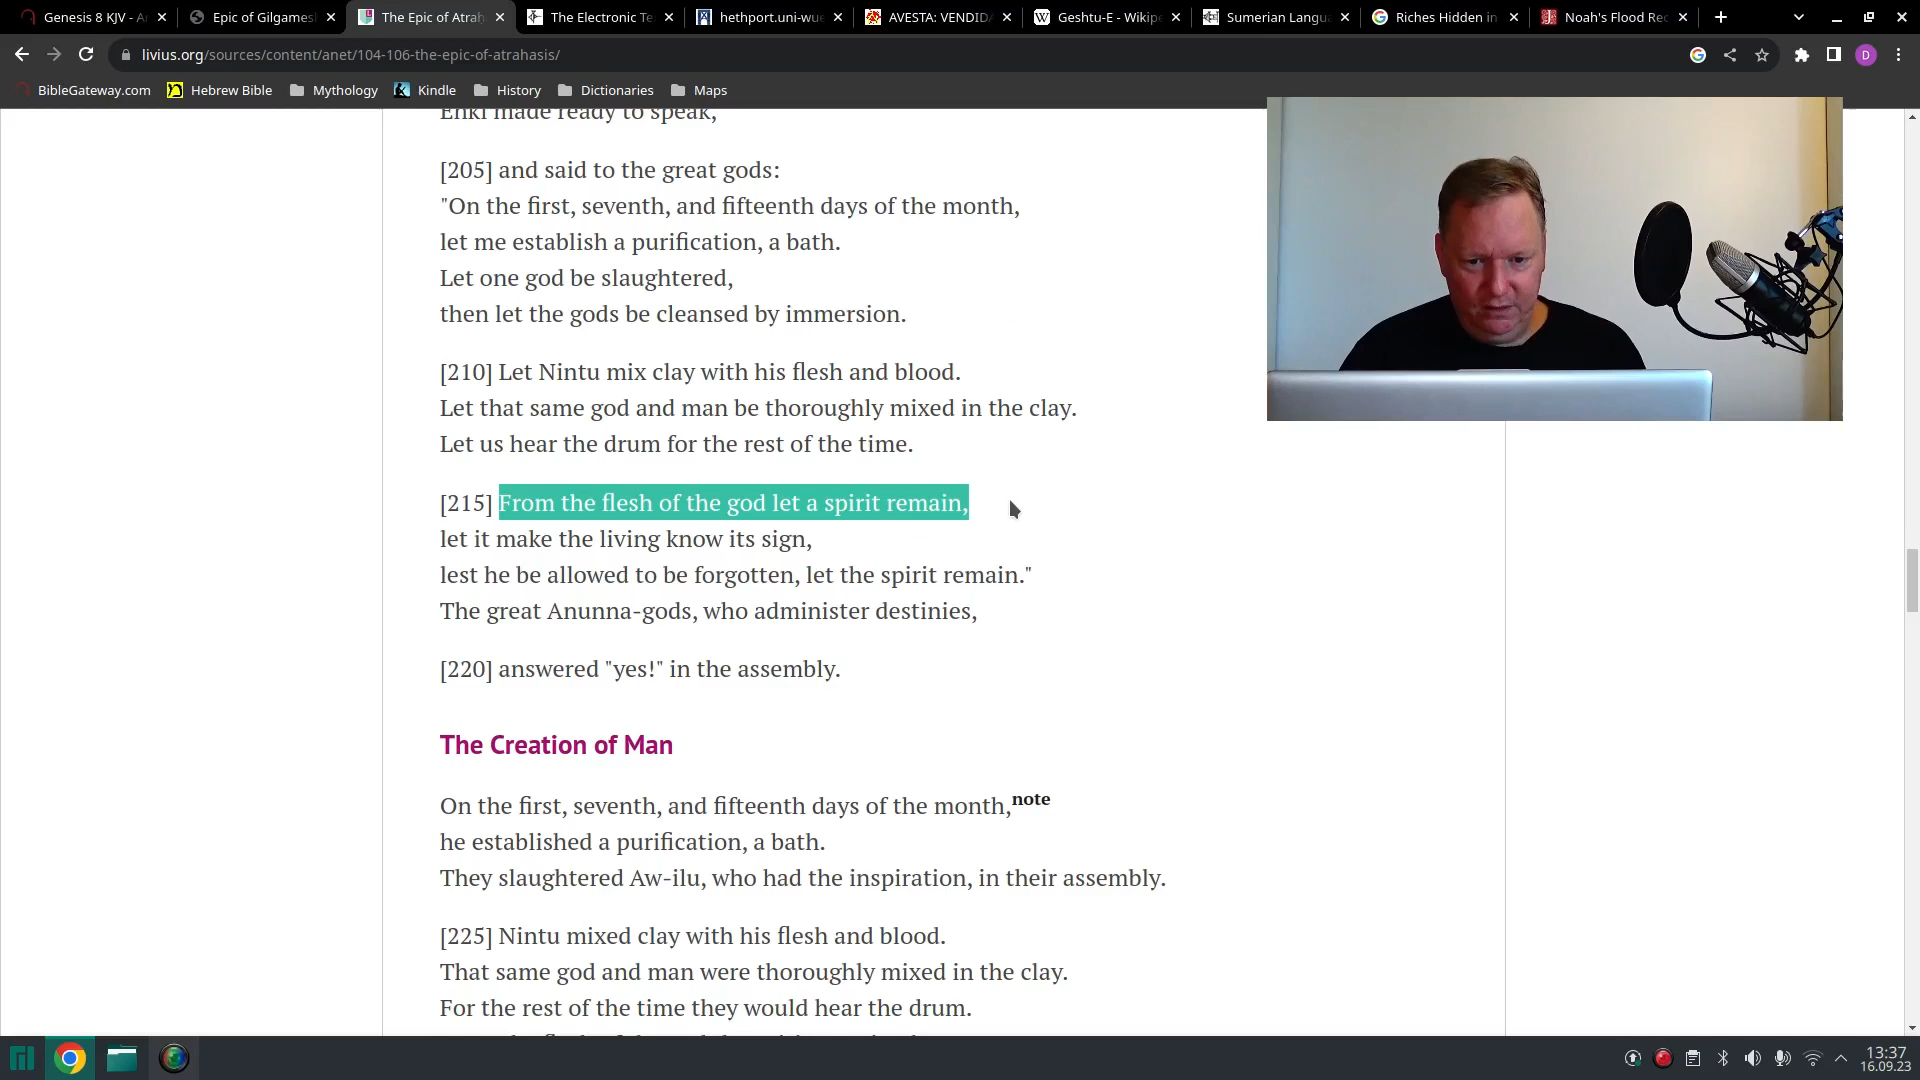 Genesis 8 KJV - A
Epic of Gilgames
The Epic of Atrah
The Electronic Te
hethport.uni-wue
AVESTA: VENDIDA
Geshtu-E - Wikipe
Sumerian Langu
Riches Hidden in
Noah's Flood Rec
livius.org/sources/content/anet/104-106-the-epic-of-atrahasis/
D
BibleGateway.com
Hebrew Bible
Mythology
Kindle
History
Dictionaries
Maps
Enki made ready to speak,
[205] and said to the great gods:
"On the first, seventh, and fifteenth days of the month,
let me establish a purification, a bath.
Let one god be slaughtered,
then let the gods be cleansed by immersion.
[210] Let Nintu mix clay with his flesh and blood.
Let that same god and man be thoroughly mixed in the clay.
Let us hear the drum for the rest of the time.
[215] From the flesh of the god let a spirit remain,
let it make the living know its sign,
lest he be allowed to be forgotten, let the spirit remain."
The great Anunna-gods, who administer destinies,
[220] answered "yes!" in the assembly.
The Creation of Man
On the first, seventh, and fifteenth days of the month,note
he established a purification, a bath.
They slaughtered Aw-ilu, who had the inspiration, in their assembly.
[225] Nintu mixed clay with his flesh and blood.
That same god and man were thoroughly mixed in the clay.
For the rest of the time they would hear the drum.
13:37
16.09.23